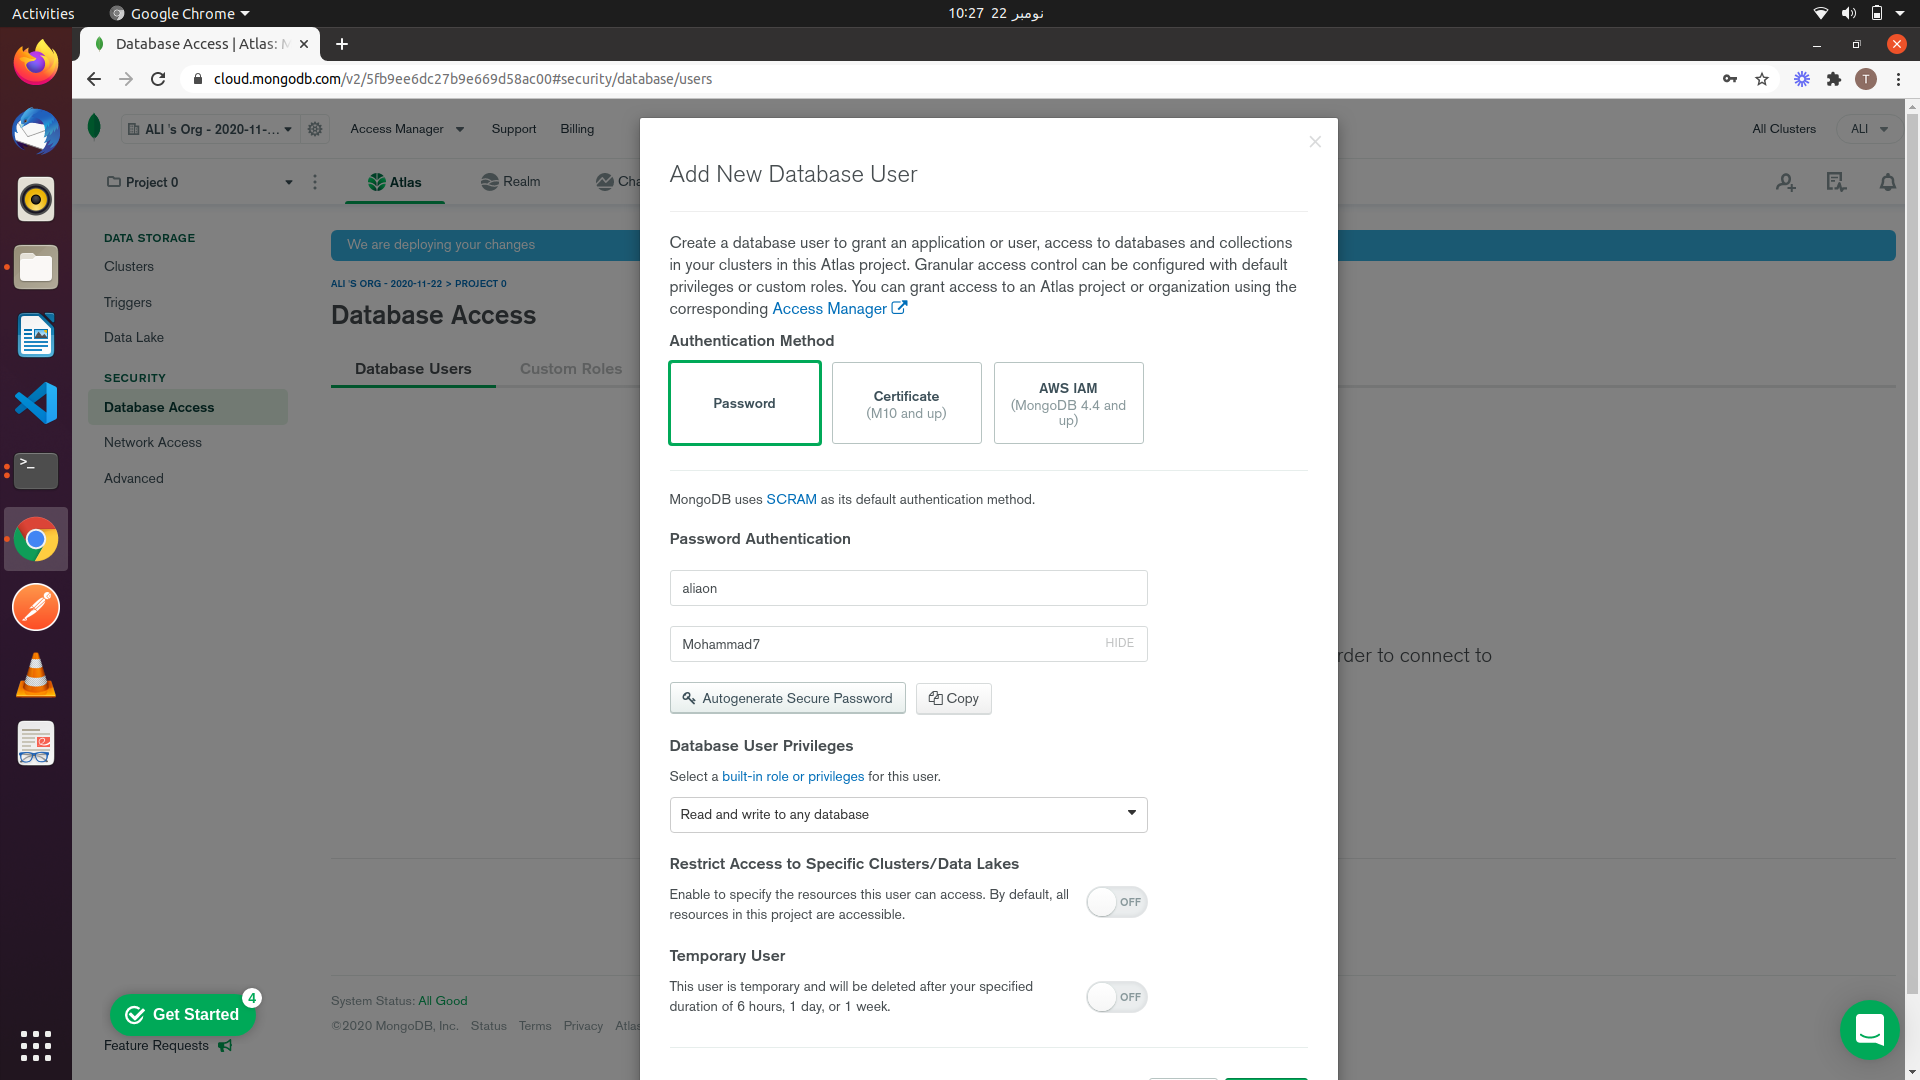 Activities
Google Chrome
نومبر 22 10:27
Database Access | Atlas: M
cloud.mongodb.com/v2/5fb9ee6dc27b9e669d58ac00#security/database/users
T
ALI 's Org - 2020-11-...
Access Manager
Support
Billing
All Clusters
ALI
Project 0
Atlas
Realm
Cha
DATA STORAGE
Clusters
Triggers
Data Lake
SECURITY
Database Access
Network Access
Advanced
We are deploying your changes
ALI 'S ORG - 2020-11-22 > PROJECT 0
Database Access
Database Users
Custom Roles
rder to connect to
Add New Database User
Create a database user to grant an application or user, access to databases and collections
in your clusters in this Atlas project. Granular access control can be configured with default
privileges or custom roles. You can grant access to an Atlas project or organization using the
corresponding Access Manager
Authentication Method
Password
Certificate
(M10 and up)
AWS IAM
(MongoDB 4.4 and
up)
MongoDB uses SCRAM as its default authentication method.
Password Authentication
aliaon
Mohammad7
HIDE
Autogenerate Secure Password
Copy
Database User Privileges
Select a built-in role or privileges for this user.
Read and write to any database
Restrict Access to Specific Clusters/Data Lakes
Enable to specify the resources this user can access. By default, all
resources in this project are accessible.
OFF
Temporary User
This user is temporary and will be deleted after your specified
duration of 6 hours, 1 day, or 1 week.
OFF
System Status: All Good
©2020 MongoDB, Inc.
Status
Terms
Privacy
Atlas
Get Started
4
Feature Requests